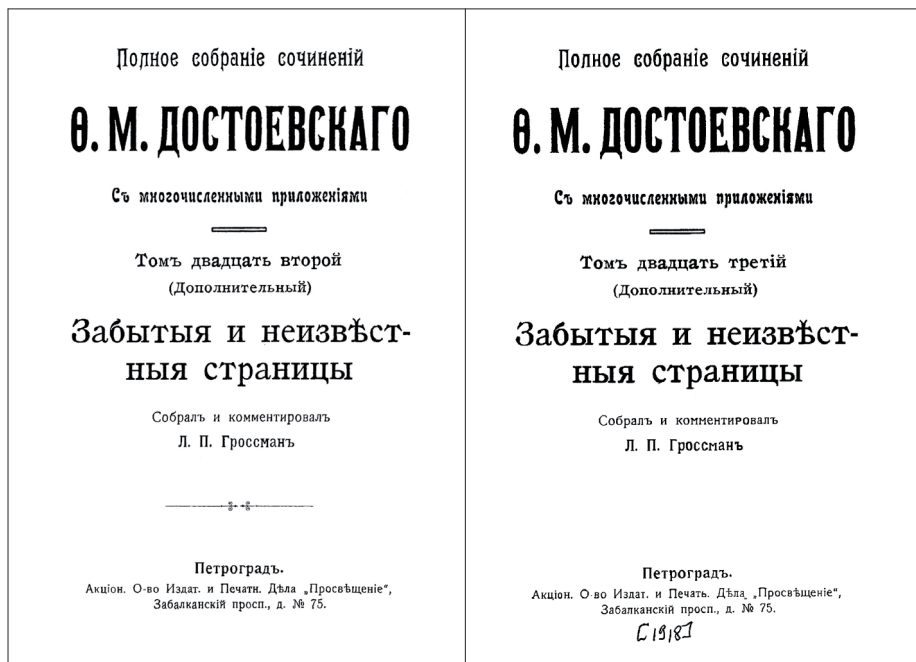 Полное собраніе сочиненій
Ѳ. М. ДОСТОЕВСКАГО
Съ многочисленными приложеніями
Томъ двадцать второй
(Дополнительный)
Забытыя и неизвѣст-
ныя страницы
Собралъ и комментировалъ
Л. П. Гроссманъ
Петроградъ.
Акціон. О-во Издат. и Печатн. Дѣла „Просвѣщеніе“,
Забалканскій просп., д. № 75.
Полное собраніе сочиненій
Ѳ. М. ДОСТОЕВСКАГО
Съ многочисленными приложеніями
Томъ двадцать третій
(Дополнительный)
Забытыя и неизвѣст-
ныя страницы
Собралъ и комментировалъ
Л. П. Гроссманъ
Петроградъ.
Акціон. О-во Издат. и Печать. Дѣла „Просвѣщеніе“,
Забалканскій просп., д. № 75.
[1918]